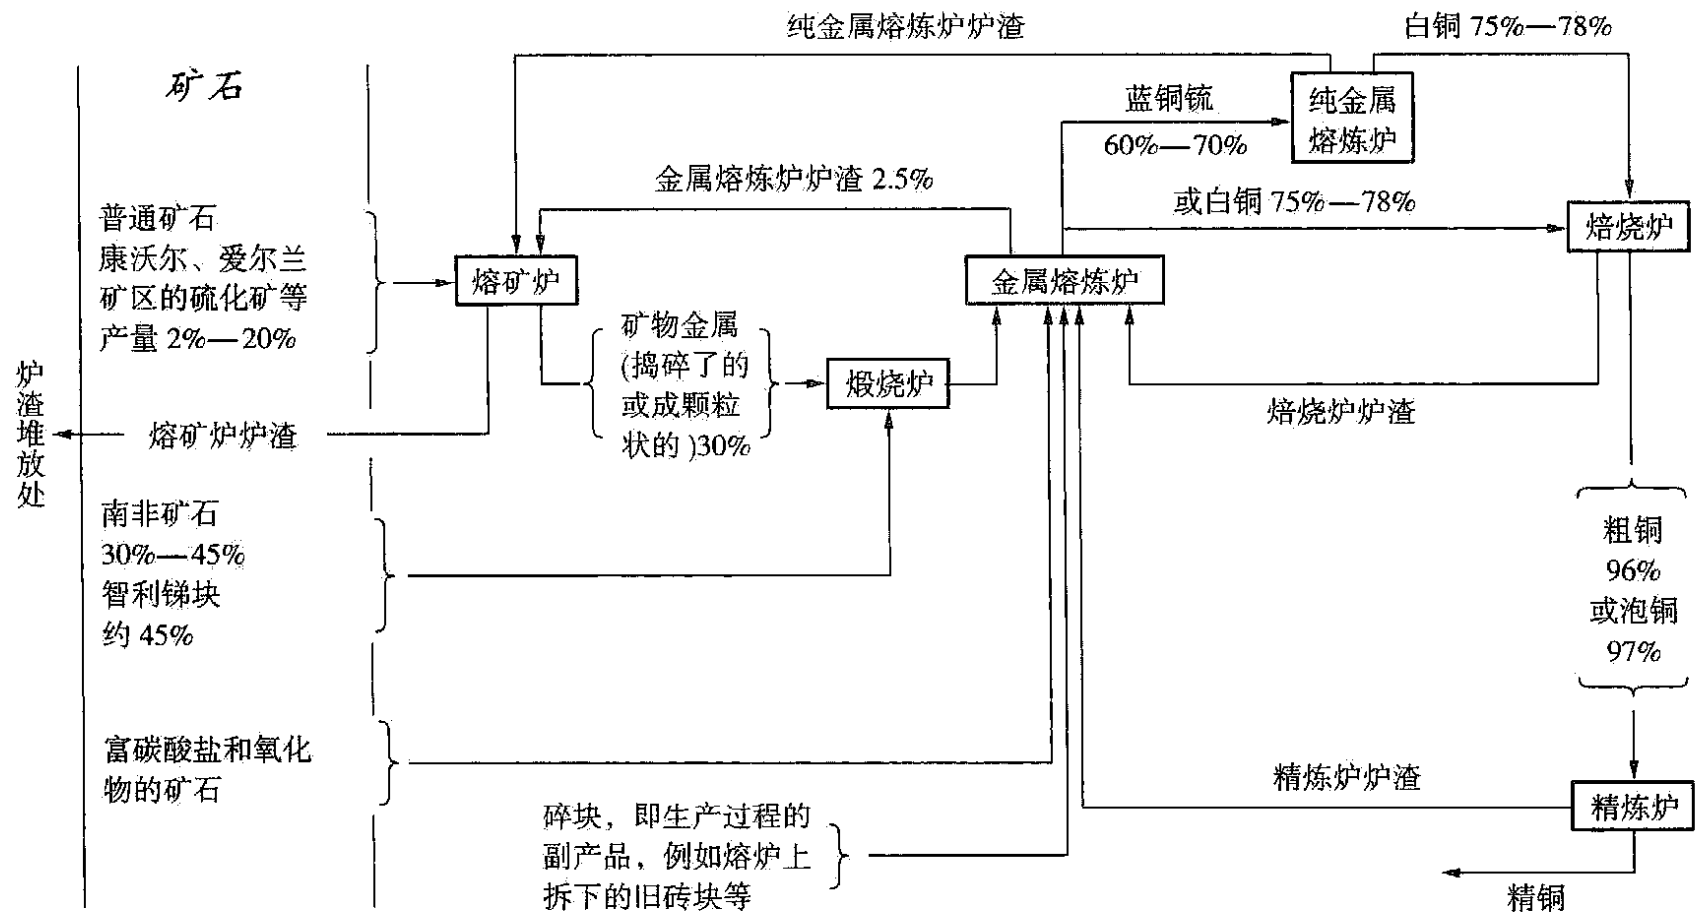 纯金属熔炼炉炉渣
白铜 75%—78%
矿石
蓝铜锍
60%—70%
纯金属
熔炼炉
金属熔炼炉炉渣 2.5%
或白铜 75%—78%
普通矿石
康沃尔、爱尔兰
矿区的硫化矿等
产量 2%—20%
熔矿炉
金属熔炼炉
焙烧炉
矿物金属
(捣碎了的
或成颗粒
状的 )30%
煅烧炉
焙烧炉炉渣
炉渣堆放处
熔矿炉炉渣
南非矿石
30%—45%
智利锑块
约 45%
粗铜
96%
或泡铜
97%
富碳酸盐和氧化
物的矿石
精炼炉炉渣
精炼炉
碎块，即生产过程的
副产品，例如熔炉上
拆下的旧砖块等
精铜